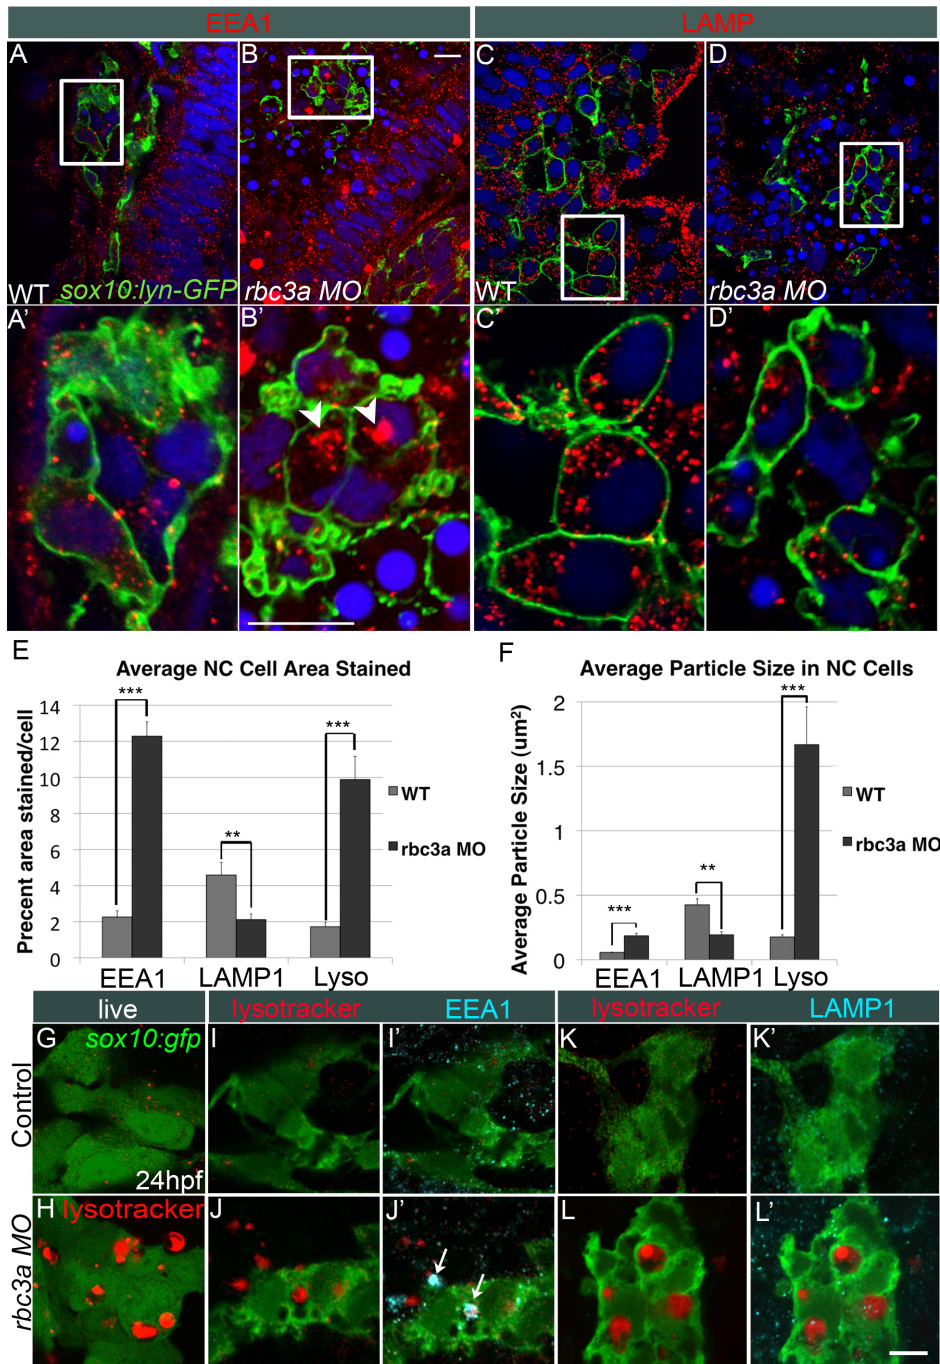 EEA1 LAMP
A B C D
WT sox10:lyn-GFP rbc3a MO WT rbc3a MO
A' B' C' D'
E F
Average NC Cell Area Stained
Precent area stained/cell
14
12
10
8
6
4
2
0
*** ** ***
WT
rbc3a MO
EEA1 LAMP1 Lyso
Average Particle Size in NC Cells
Average Particle Size (um²)
2
1.5
1
0.5
0
*** ** ***
WT
rbc3a MO
EEA1 LAMP1 Lyso
live lysotracker EEA1 lysotracker LAMP1
Control
G sox10:gfp I I' K K'
24hpf
rbc3a MO
H lysotracker J J' L L'